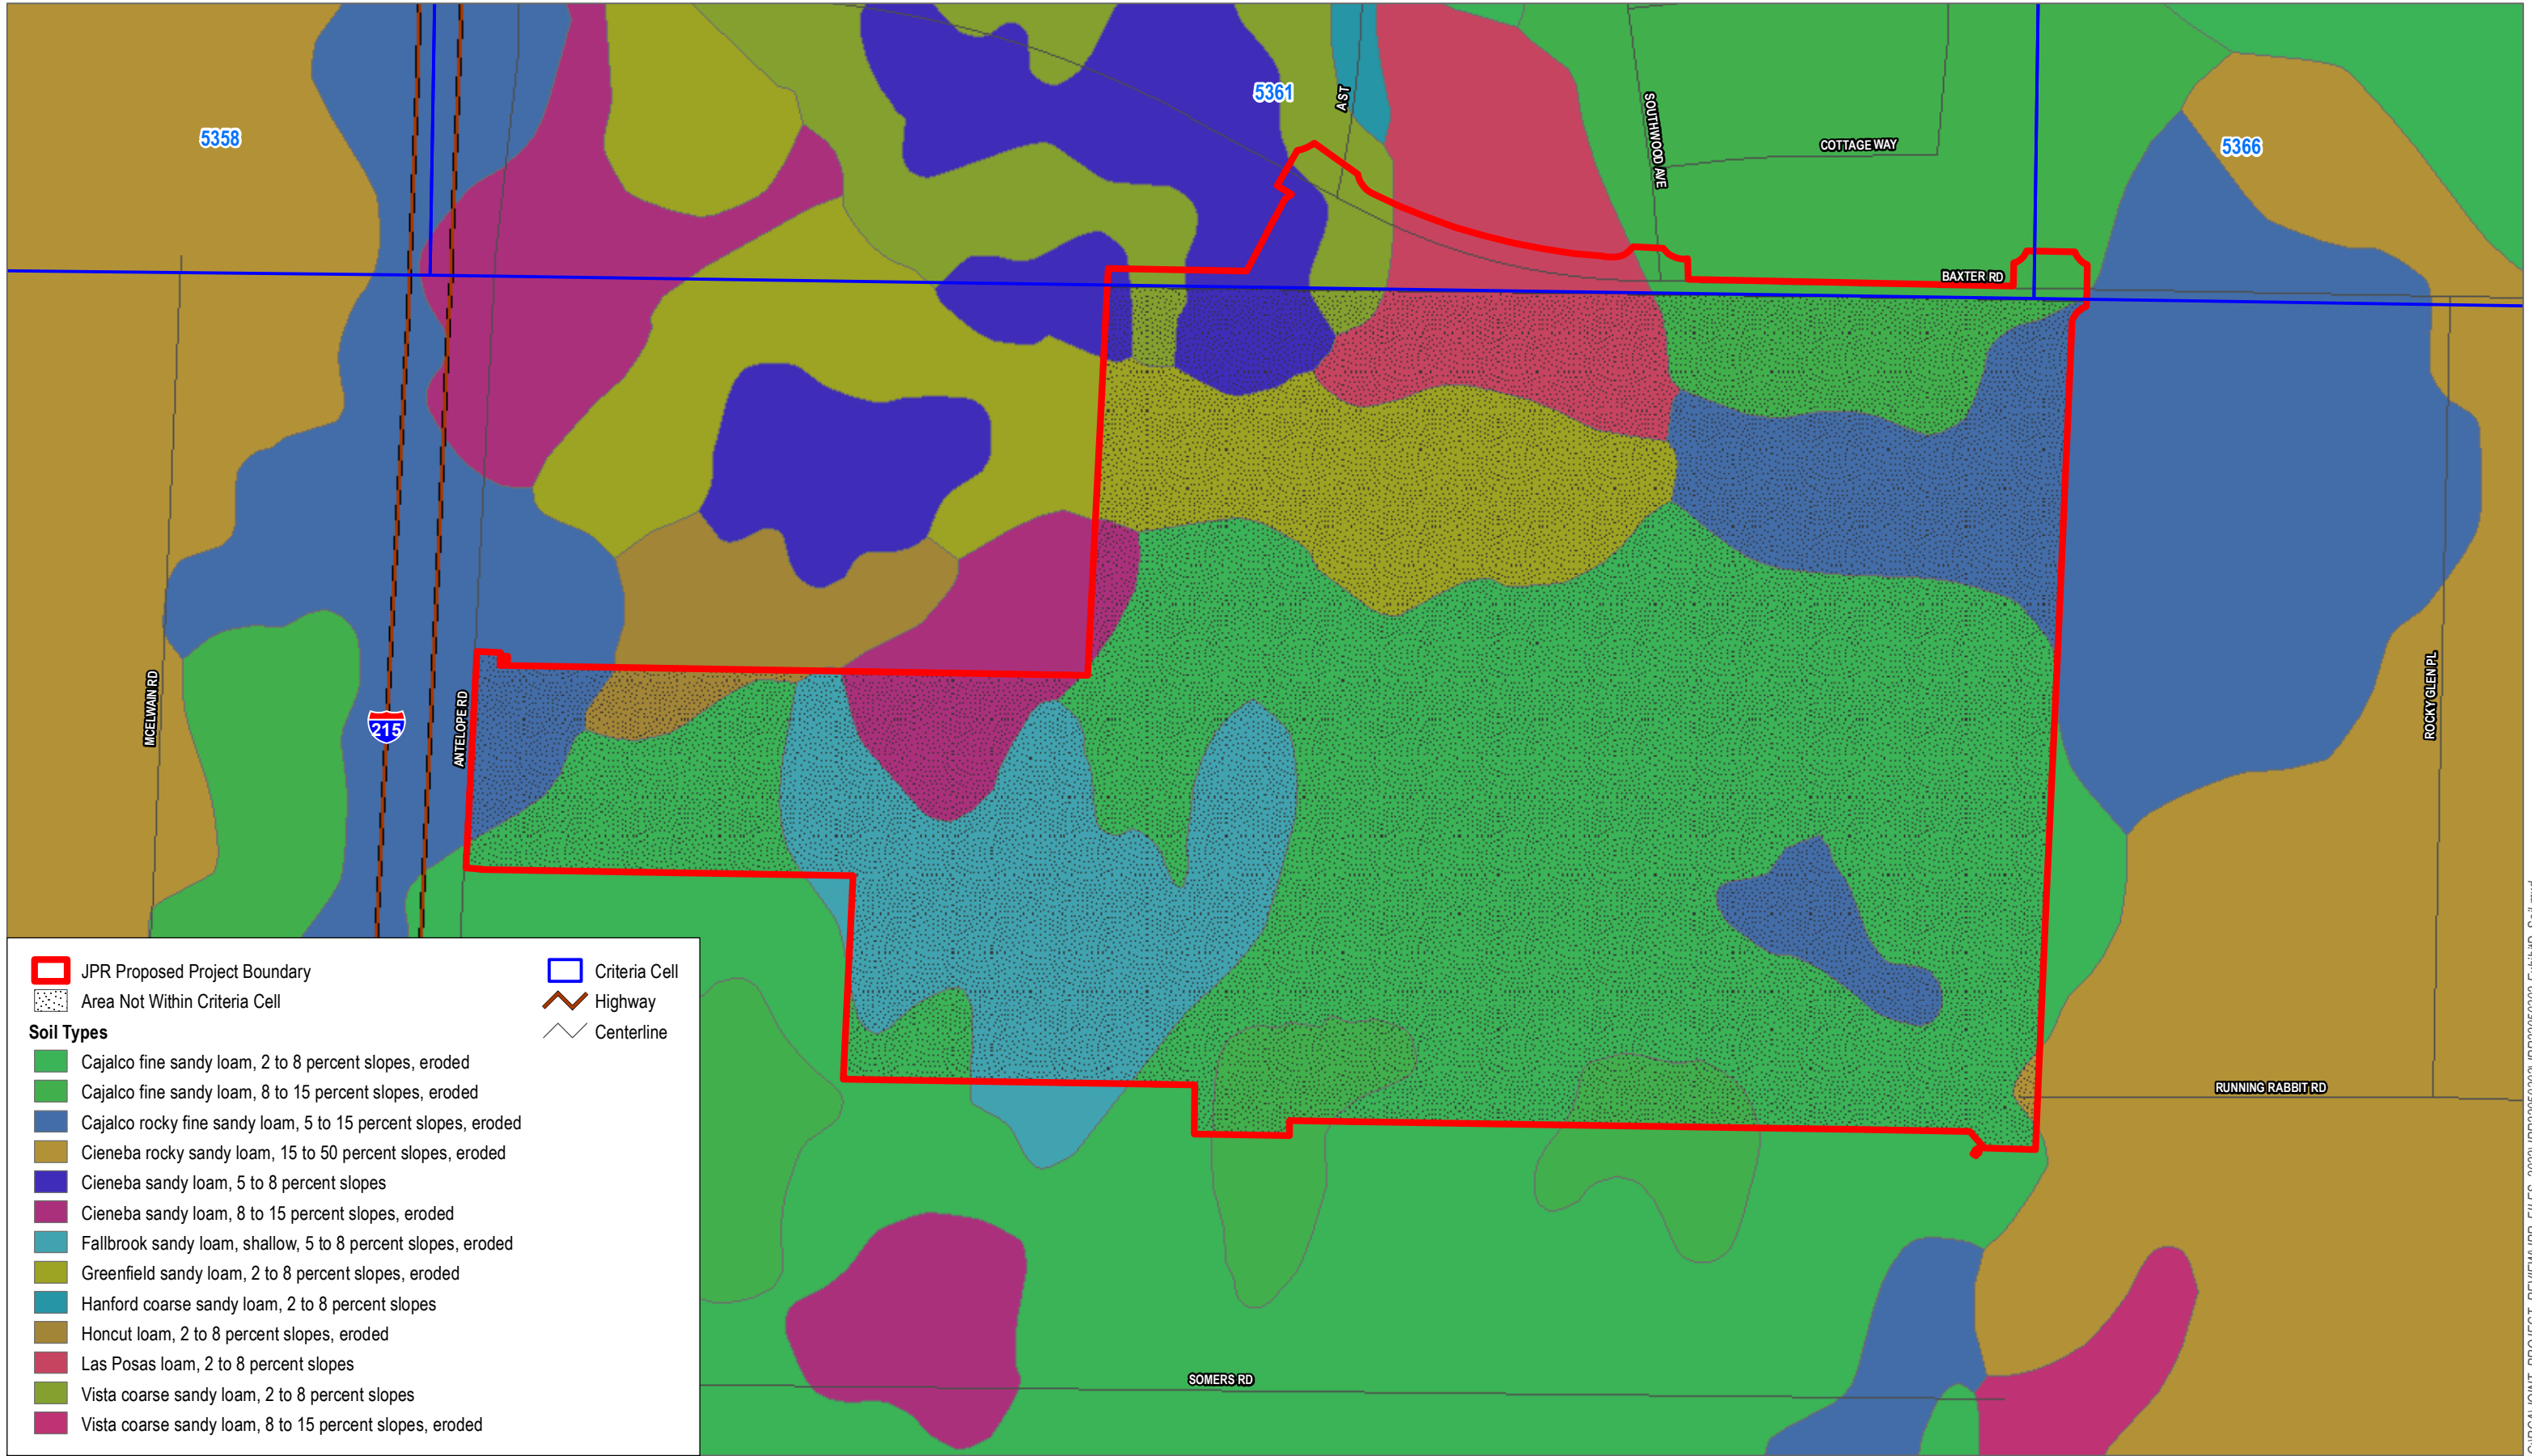 5358
5361
5366
AST
SOUTHWOOD AVE
COTTAGE WAY
BAXTER RD
MCELWAIN RD
215
ANTELOPE RD
ROCKY GLEN PL
RUNNING RABBIT RD
SOMERS RD
JPR Proposed Project Boundary
Area Not Within Criteria Cell
Criteria Cell
Highway
Centerline
Soil Types
Cajalco fine sandy loam, 2 to 8 percent slopes, eroded
Cajalco fine sandy loam, 8 to 15 percent slopes, eroded
Cajalco rocky fine sandy loam, 5 to 15 percent slopes, eroded
Cieneba rocky sandy loam, 15 to 50 percent slopes, eroded
Cieneba sandy loam, 5 to 8 percent slopes
Cieneba sandy loam, 8 to 15 percent slopes, eroded
Fallbrook sandy loam, shallow, 5 to 8 percent slopes, eroded
Greenfield sandy loam, 2 to 8 percent slopes, eroded
Hanford coarse sandy loam, 2 to 8 percent slopes
Honcut loam, 2 to 8 percent slopes, eroded
Las Posas loam, 2 to 8 percent slopes
Vista coarse sandy loam, 2 to 8 percent slopes
Vista coarse sandy loam, 8 to 15 percent slopes, eroded